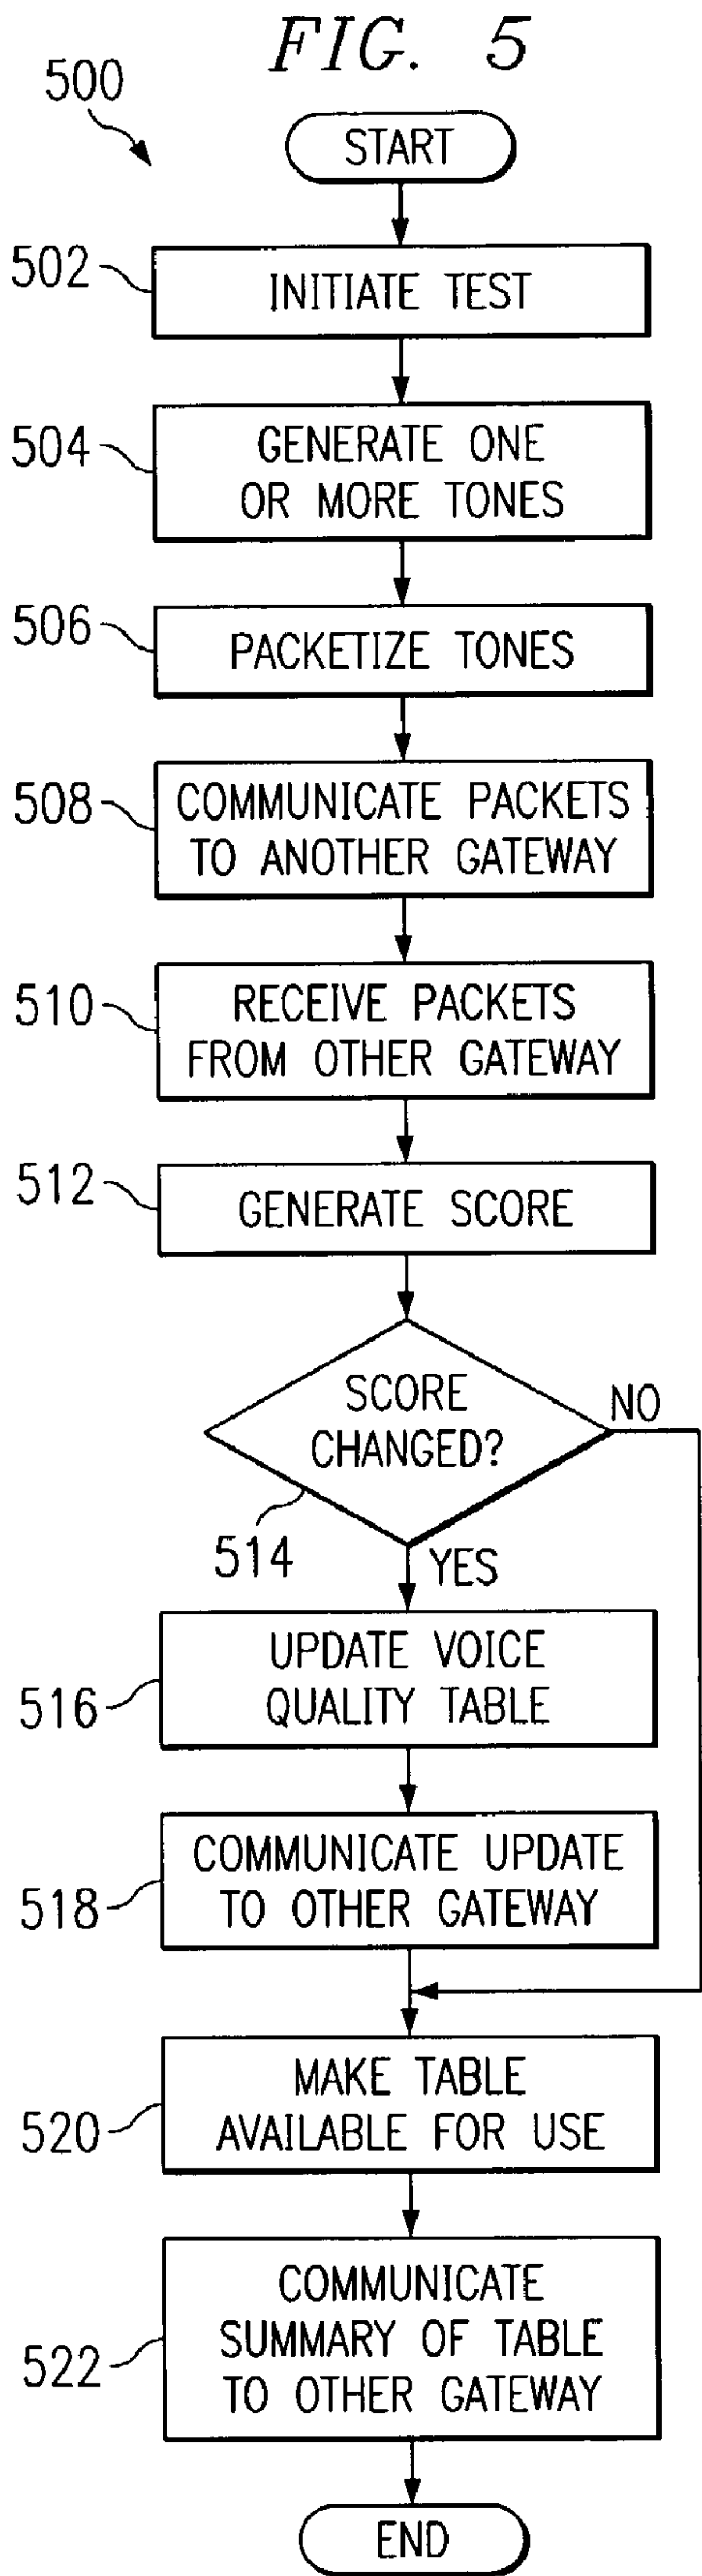 FIG. 5
500
START
502
INITIATE TEST
504
GENERATE ONE
OR MORE TONES
506
PACKETIZE TONES
508
COMMUNICATE PACKETS
TO ANOTHER GATEWAY
510
RECEIVE PACKETS
FROM OTHER GATEWAY
512
GENERATE SCORE
SCORE
CHANGED?
NO
514
YES
516
UPDATE VOICE
QUALITY TABLE
518
COMMUNICATE UPDATE
TO OTHER GATEWAY
520
MAKE TABLE
AVAILABLE FOR USE
522
COMMUNICATE
SUMMARY OF TABLE
TO OTHER GATEWAY
END